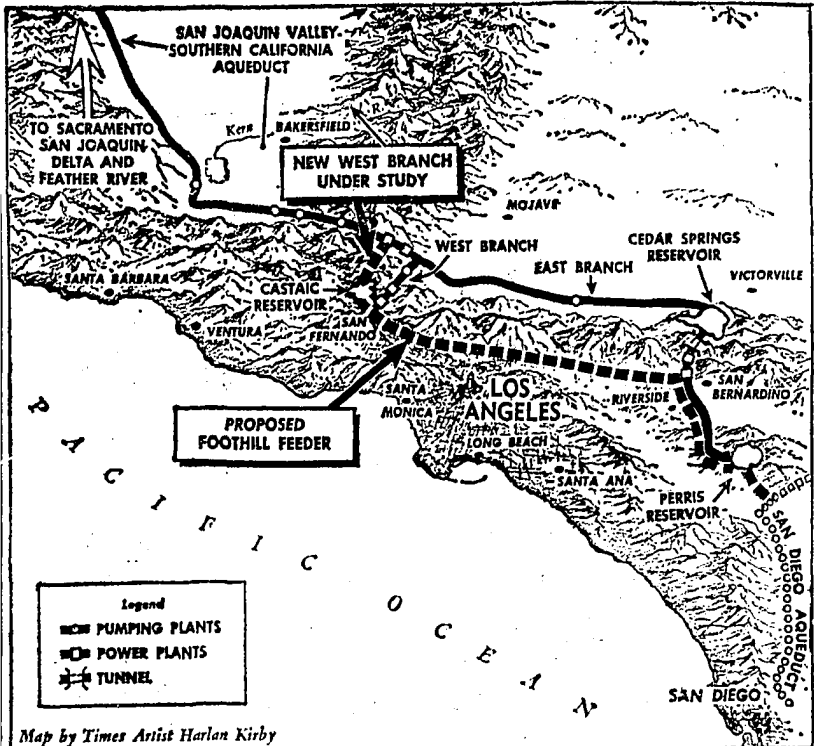 SAN JOAQUIN VALLEY-
SOUTHERN CALIFORNIA
AQUEDUCT
TO SACRAMENTO
SAN JOAQUIN
DELTA AND
FEATHER RIVER
Kern
BAKERSFIELD
NEW WEST BRANCH
UNDER STUDY
MOJAVE
WEST BRANCH
CEDAR SPRINGS
RESERVOIR
EAST BRANCH
VICTORVILLE
SANTA BARBARA
CASTAIC
RESERVOIR
VENTURA
SAN
FERNANDO
SANTA
MONICA
LOS
ANGELES
RIVERSIDE
SAN
BERNARDINO
PROPOSED
FOOTHILL FEEDER
LONG BEACH
SANTA ANA
PERRIS
RESERVOIR
SAN DIEGO AQUEDUCT
PACIFIC OCEAN
SAN DIEGO
Legend
PUMPING PLANTS
POWER PLANTS
TUNNEL
Map by Times Artist Harlan Kirby